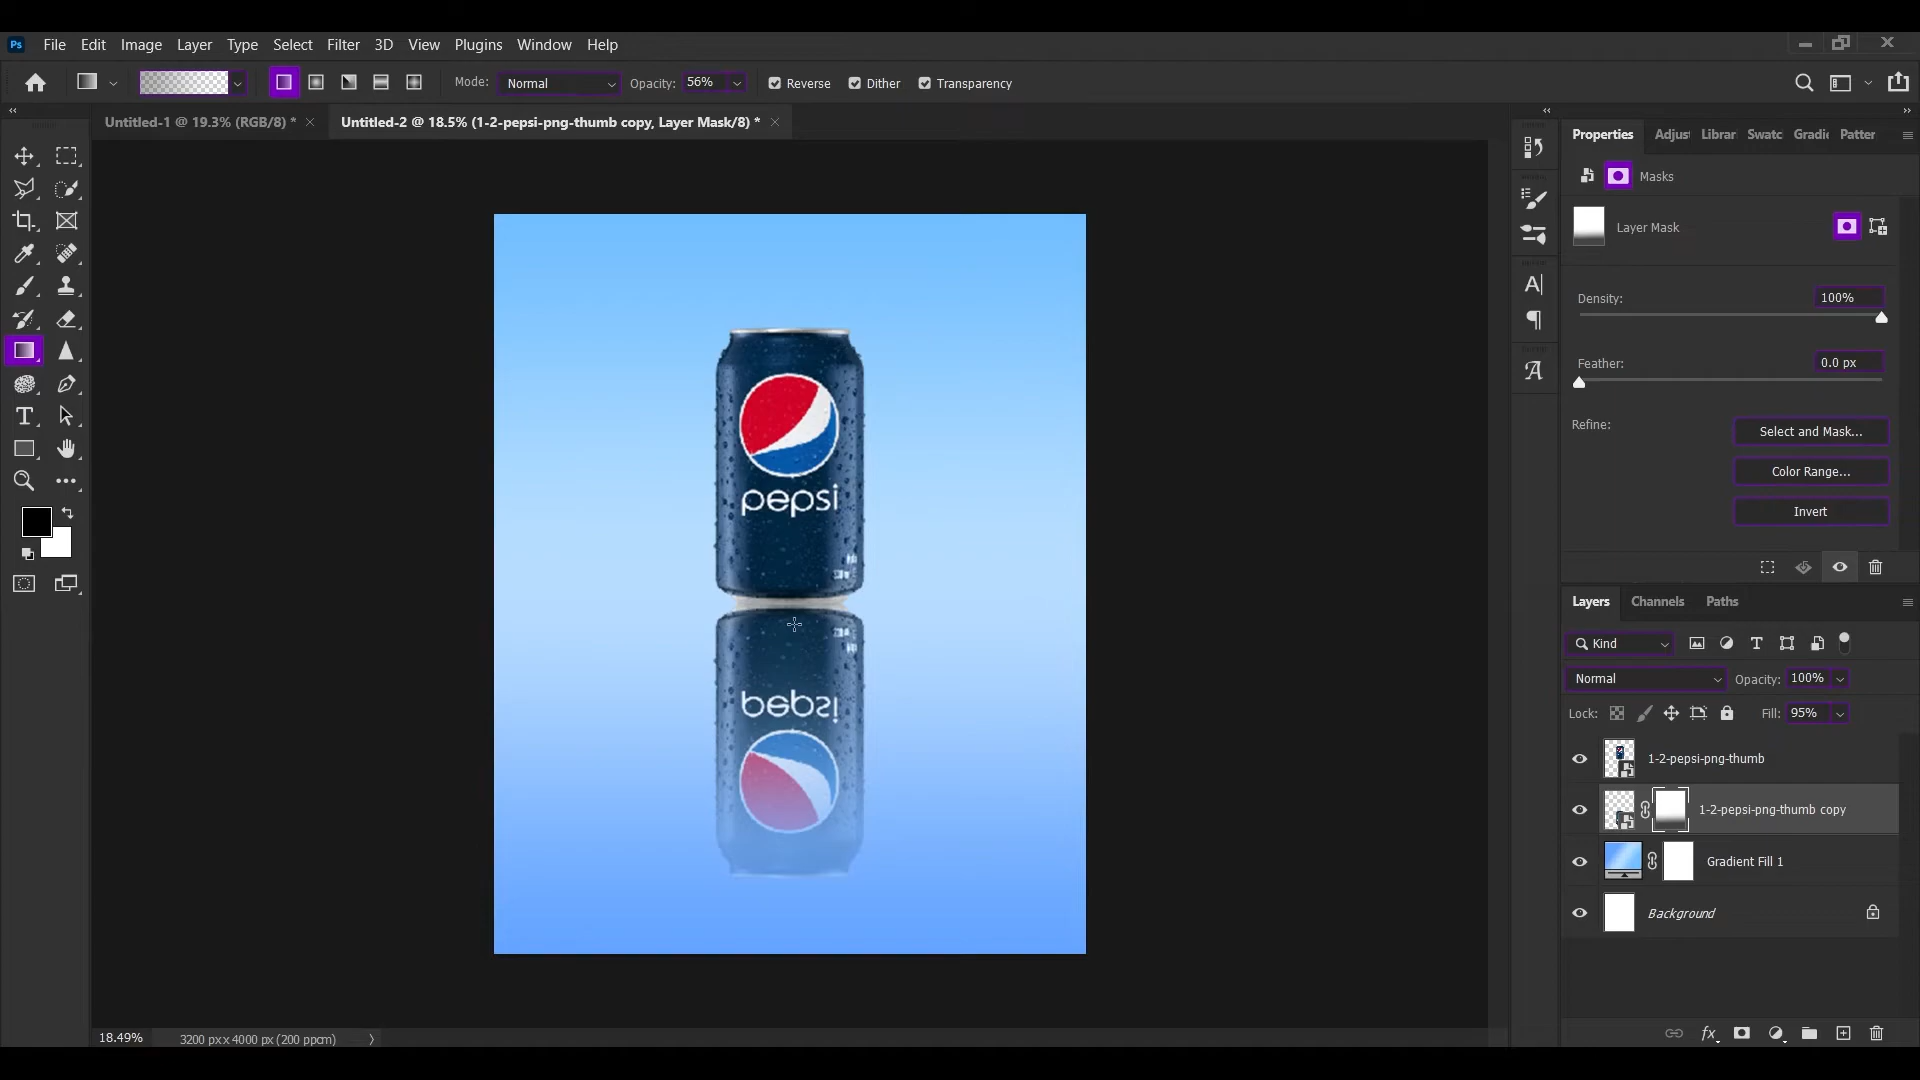 Ps File Edit Image Layer Type Select Filter 3D View Plugins Window Help
Mode: Normal Opacity: 56% Reverse Dither Transparency
Untitled-1 @ 19.3% (RGB/8) * Untitled-2 @ 18.5% (1-2-pepsi-png-thumb copy, Layer Mask/8) *
Properties Adjust Librar Swatc Gradie Patter
Masks
Layer Mask
Density: 100%
Feather: 0.0 px
Refine: Select and Mask...
Color Range...
Invert
pepsi
pepsi
Layers Channels Paths
Kind
Normal Opacity: 100%
Lock: Fill: 95%
1-2-pepsi-png-thumb
1-2-pepsi-png-thumb copy
Gradient Fill 1
Background
18.49% 3200 px x 4000 px (200 ppcm)